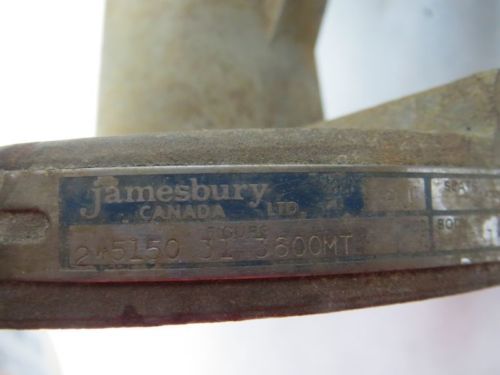 Jamesbury
CANADA LTD.
FIGURE
2" 5150 31 3600MT